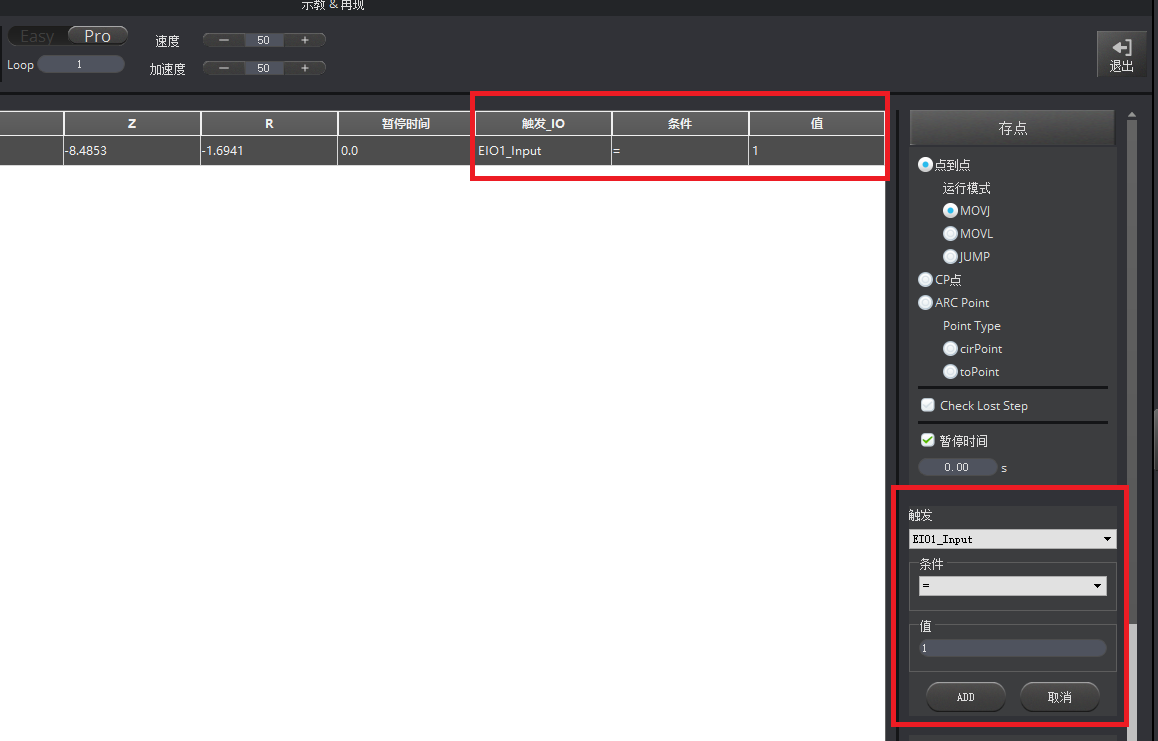 示教 & 再现
Easy Pro
速度 － 50 ＋
Loop 1
加速度 － 50 ＋
退出
Z R 暂停时间 触发_IO 条件 值
-8.4853 -1.6941 0.0 EIO1_Input = 1
存点
点到点
运行模式
MOVJ
MOVL
JUMP
CP点
ARC Point
Point Type
cirPoint
toPoint
Check Lost Step
暂停时间
0.00 s
触发
EIO1_Input
条件
=
值
1
ADD 取消